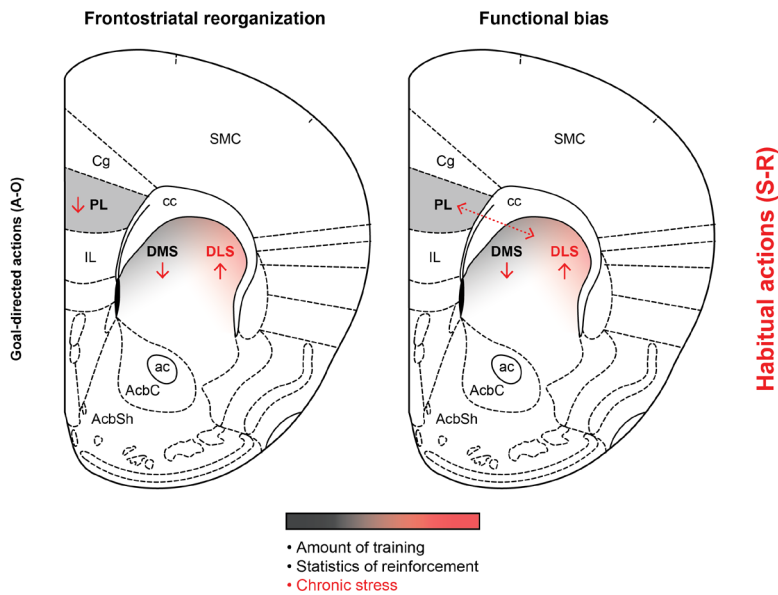 Frontostriatal reorganization
Functional bias
Goal-directed actions (A-O)
SMC
Cg
cc
↓ PL
IL
DMS
↓
DLS
↑
ac
AcbC
AcbSh
SMC
Cg
cc
PL
IL
DMS
↓
DLS
↑
ac
AcbC
AcbSh
Habitual actions (S-R)
• Amount of training
• Statistics of reinforcement
• Chronic stress